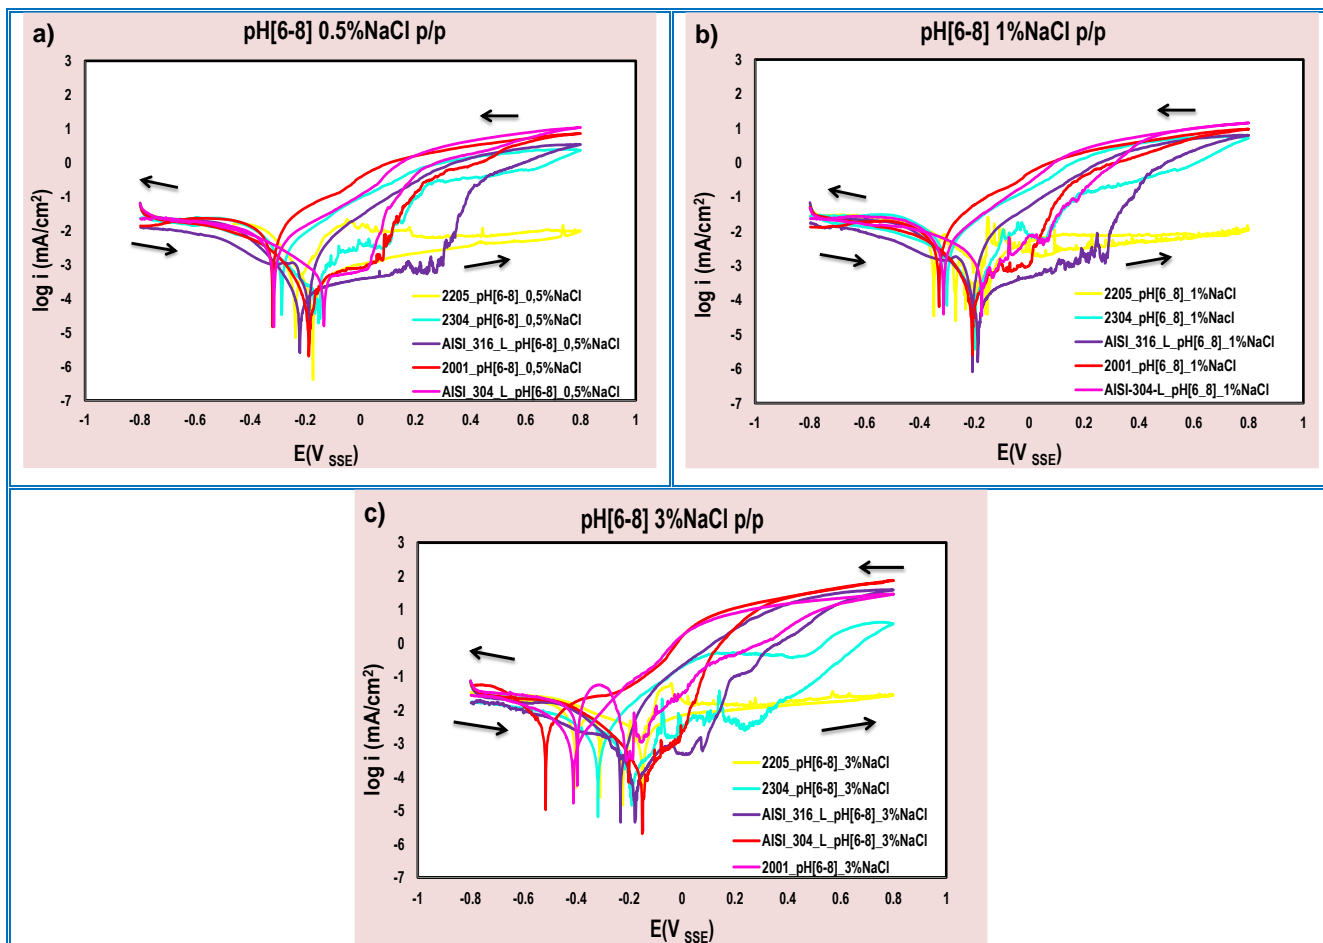 a)
pH[6-8] 0.5%NaCl p/p
3
2
1
0
-1
-2
-3
-4
-5
-6
-7
log i (mA/cm2)
2205_pH[6-8]_0,5%NaCl
2304_pH[6-8]_0,5%NaCl
AISI_316_L_pH[6-8]_0,5%NaCl
2001_pH[6-8]_0,5%NaCl
AISI_304_L_pH[6-8]_0,5%NaCl
-1 -0.8 -0.6 -0.4 -0.2 0 0.2 0.4 0.6 0.8 1
E(V SSE)
b)
pH[6-8] 1%NaCl p/p
3
2
1
0
-1
-2
-3
-4
-5
-6
-7
log i (mA/cm2)
2205_pH[6_8]_1%NaCl
2304_pH[6_8]_1%Nacl
AISI_316_L_pH[6_8]_1%NaCl
2001_pH[6_8]_1%NaCl
AISI-304-L_pH[6_8]_1%NaCl
-1 -0.8 -0.6 -0.4 -0.2 0 0.2 0.4 0.6 0.8 1
E(V SSE)
c)
pH[6-8] 3%NaCl p/p
3
2
1
0
-1
-2
-3
-4
-5
-6
-7
log i (mA/cm2)
2205_pH[6-8]_3%NaCl
2304_pH[6-8]_3%NaCl
AISI_316_L_pH[6-8]_3%NaCl
AISI_304_L_pH[6-8]_3%NaCl
2001_pH[6-8]_3%NaCl
-1 -0.8 -0.6 -0.4 -0.2 0 0.2 0.4 0.6 0.8 1
E(V SSE)